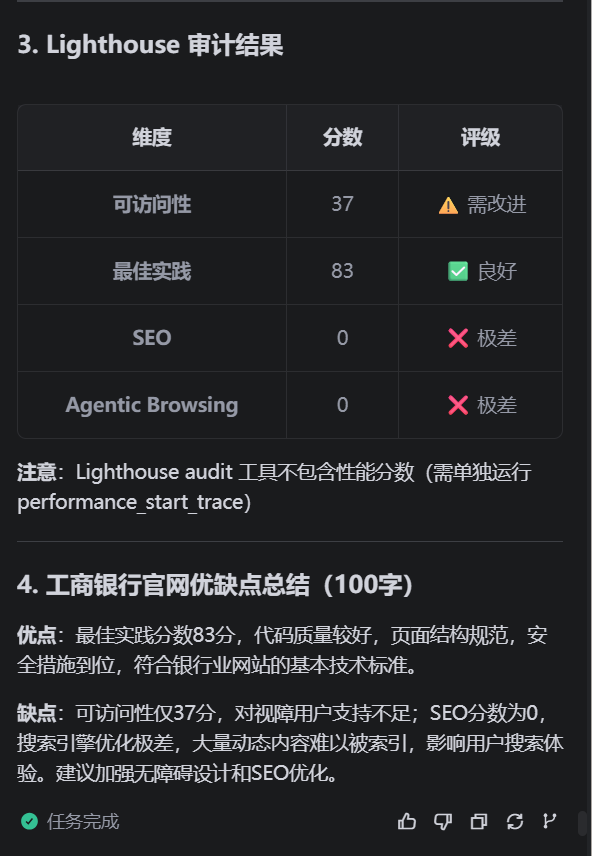 3. Lighthouse 审计结果
维度 分数 评级
可访问性 37 ⚠️ 需改进
最佳实践 83 ✅ 良好
SEO 0 ❌ 极差
Agentic Browsing 0 ❌ 极差
注意：Lighthouse audit 工具不包含性能分数（需单独运行
performance_start_trace）
4. 工商银行官网优缺点总结（100字）
优点：最佳实践分数83分，代码质量较好，页面结构规范，安
全措施到位，符合银行业网站的基本技术标准。
缺点：可访问性仅37分，对视障用户支持不足；SEO分数为0，
搜索引擎优化极差，大量动态内容难以被索引，影响用户搜索体
验。建议加强无障碍设计和SEO优化。
任务完成